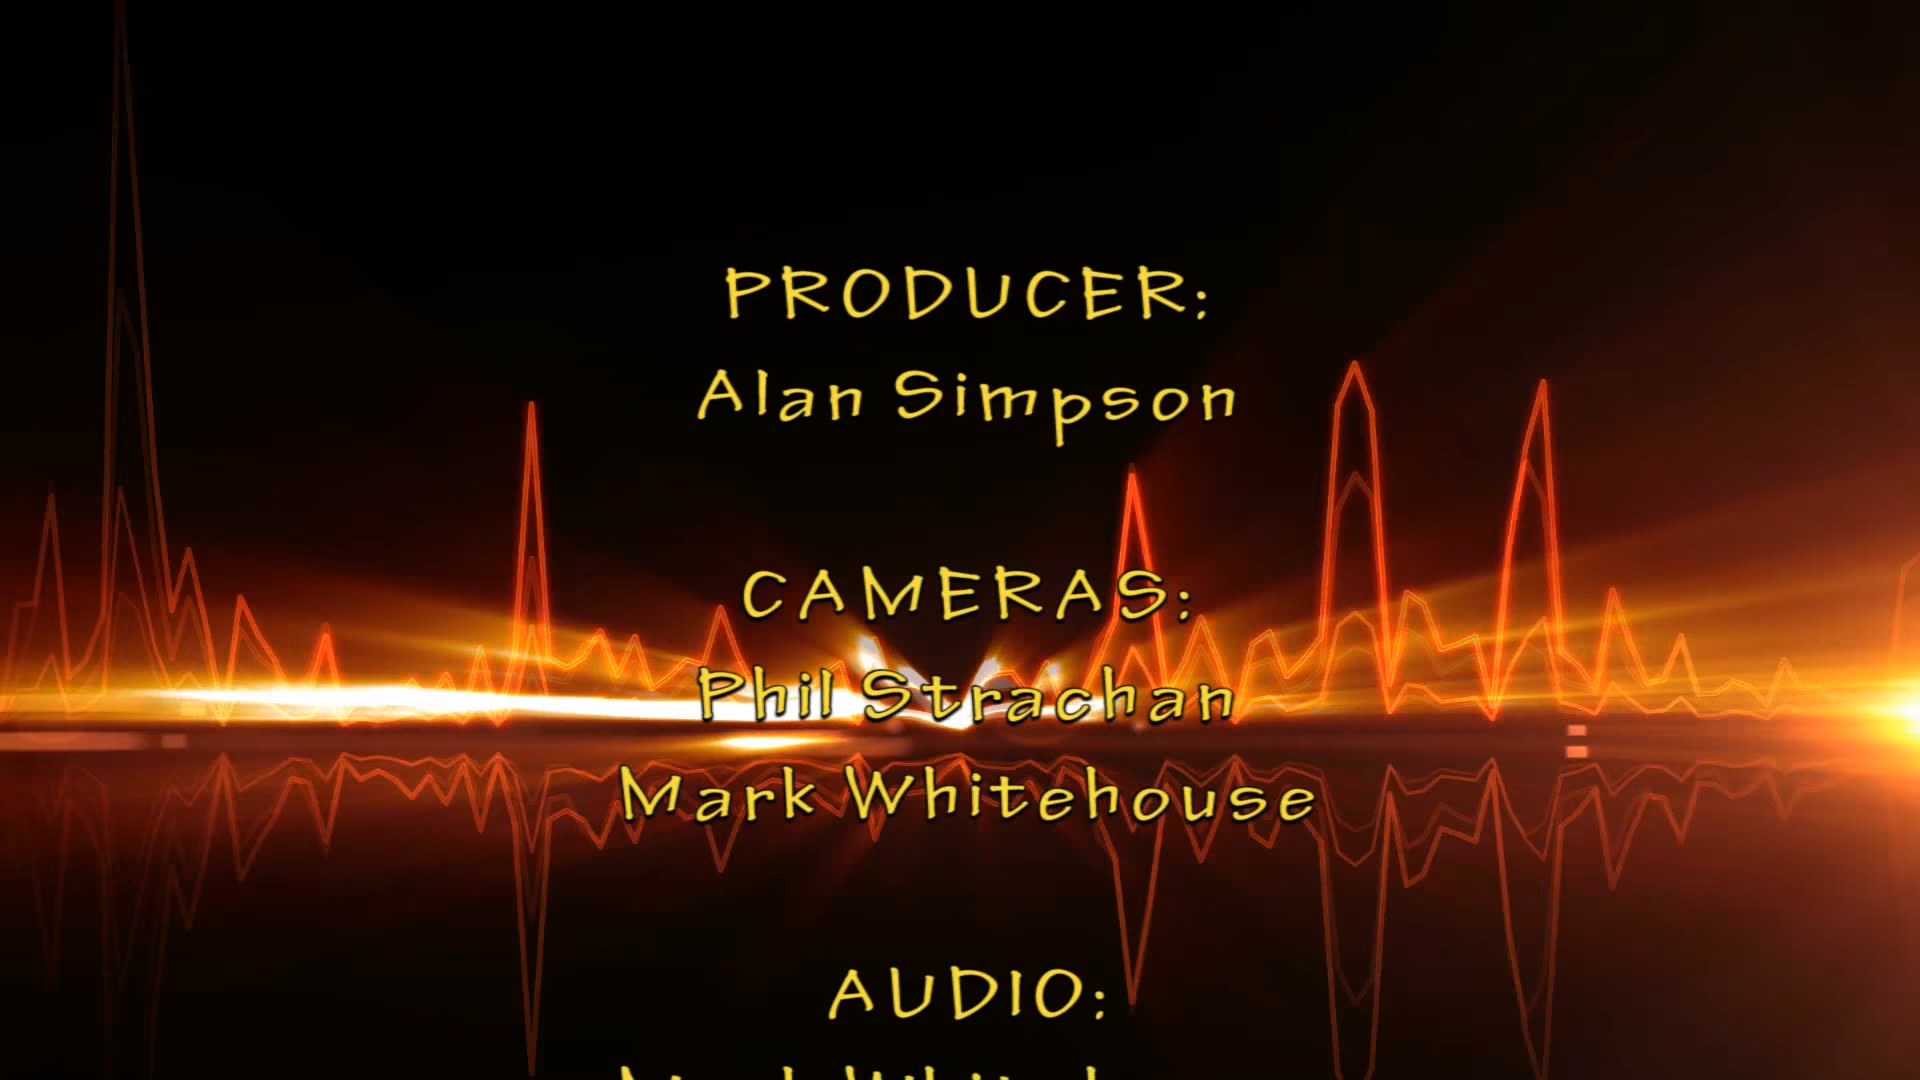 PRODUCER:
Alan Simpson
CAMERAS:
Phil Strachan
Mark Whitehouse
AUDIO: